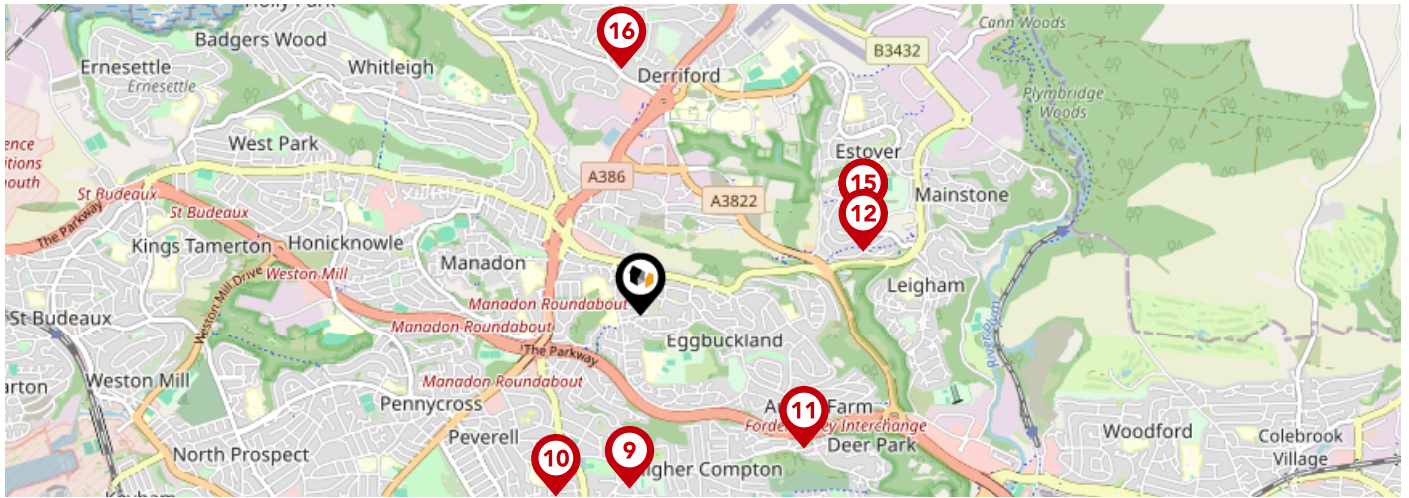 Badgers Wood
16
Cann Woods
B3432
Ernesettle
Ernesettle
Whitleigh
Derriford
Plymbridge
Woods
West Park
Estover
A386
15
Mainstone
St Budeaux
A3822
12
St Budeaux
The Parkway
Kings Tamerton
Honicknowle
Manadon
Weston Mill
Leigham
Weston Mill Drive
Manadon Roundabout
River Plym
St Budeaux
Manadon Roundabout
Eggbuckland
The Parkway
Weston Mill
Manadon Roundabout
Pennycross
11
Farm
Deer Park
Woodford
Colebrook
Village
Peverell
North Prospect
10
9
igher Compton